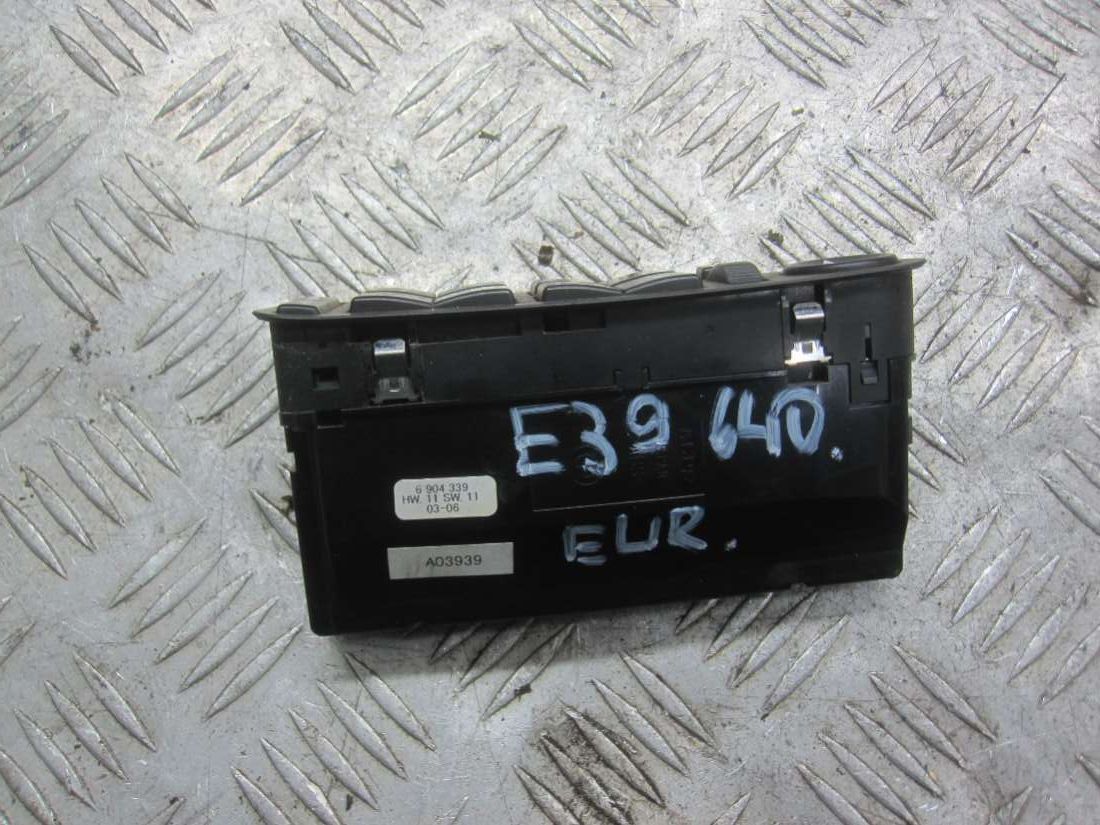 E39 640.
EUR.
6 904 339
HW. 11 SW. 11
03-06
A03939